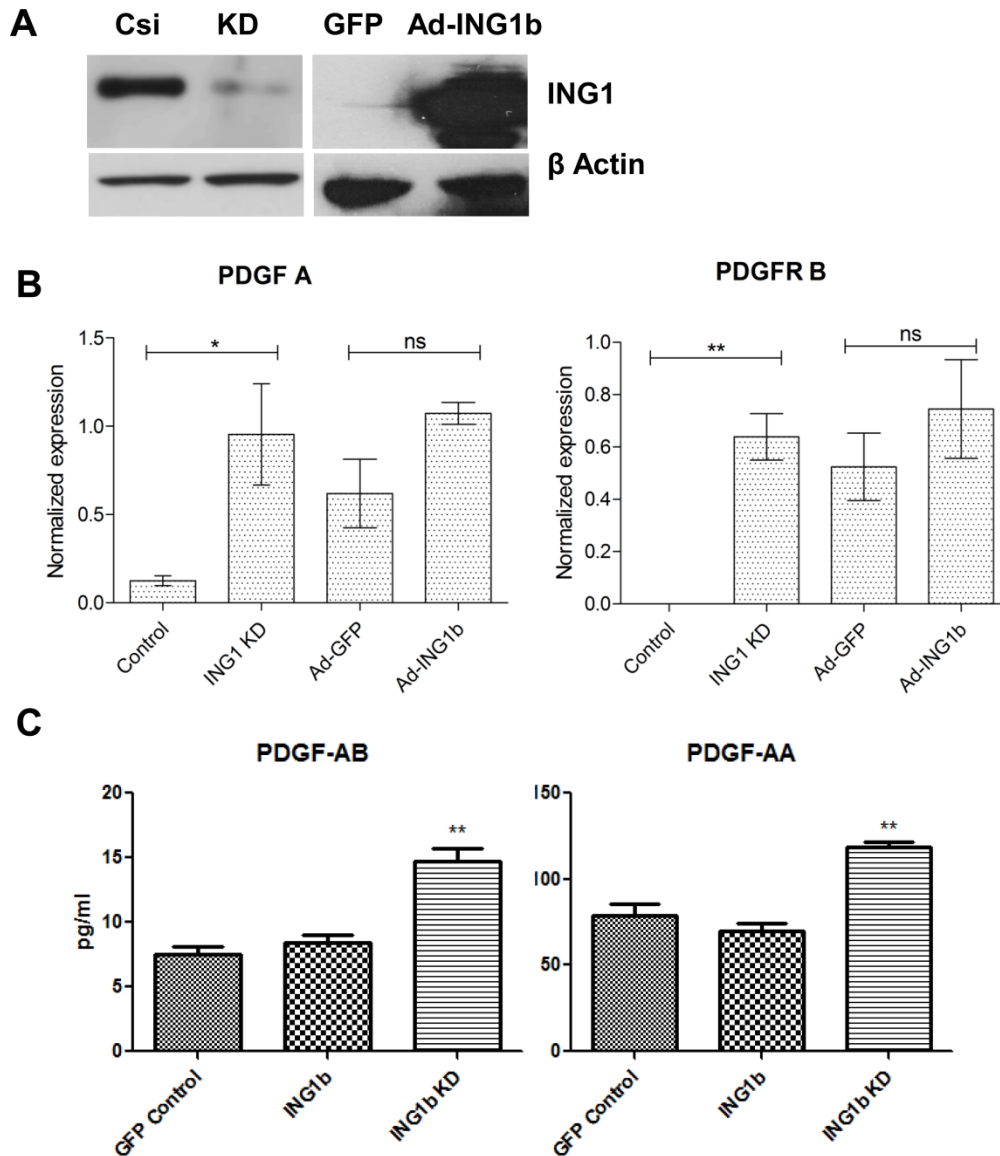 A
Csi KD GFP Ad-ING1b
ING1
β Actin
B
PDGF A
Normalized expression
1.5
1.0
0.5
0.0
*
ns
Control
ING1 KD
Ad-GFP
Ad-ING1b
PDGFR B
Normalized expression
1.0
0.8
0.6
0.4
0.2
0.0
**
ns
Control
ING1 KD
Ad-GFP
Ad-ING1b
C
PDGF-AB
pg/ml
20
15
10
5
0
**
GFP Control
ING1b
ING1b KD
PDGF-AA
150
100
50
0
**
GFP Control
ING1b
ING1b KD